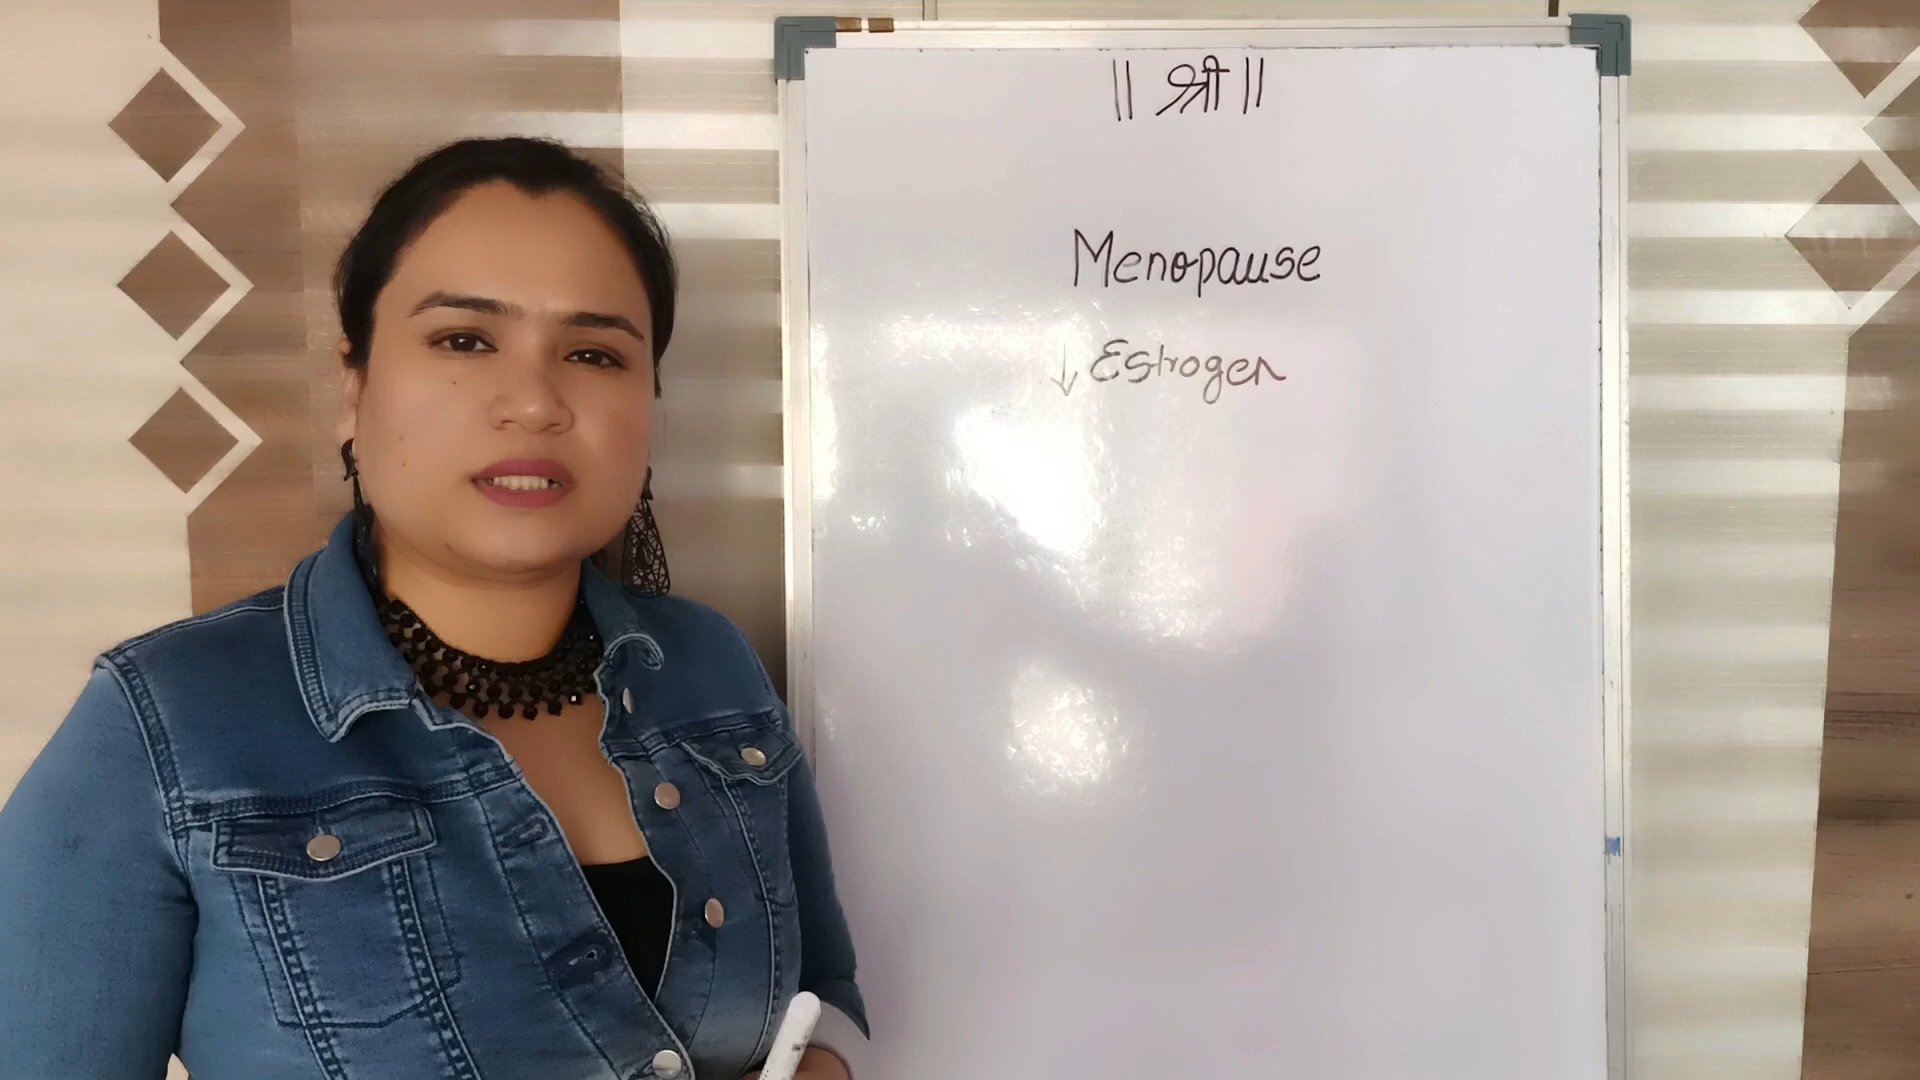 || श्री ||
Menopause
↓ Estrogen